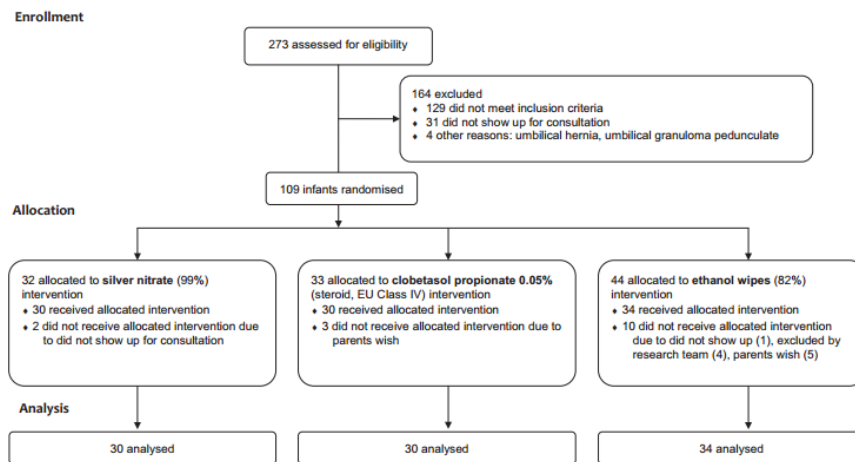 Enrollment
273 assessed for eligibility
164 excluded
♦ 129 did not meet inclusion criteria
♦ 31 did not show up for consultation
♦ 4 other reasons: umbilical hernia, umbilical granuloma pedunculate
109 infants randomised
Allocation
32 allocated to silver nitrate (99%)
intervention
♦ 30 received allocated intervention
♦ 2 did not receive allocated intervention due
to did not show up for consultation
33 allocated to clobetasol propionate 0.05%
(steroid, EU Class IV) intervention
♦ 30 received allocated intervention
♦ 3 did not receive allocated intervention due to
parents wish
44 allocated to ethanol wipes (82%)
intervention
♦ 34 received allocated intervention
♦ 10 did not receive allocated intervention
due to did not show up (1), excluded by
research team (4), parents wish (5)
Analysis
30 analysed
30 analysed
34 analysed